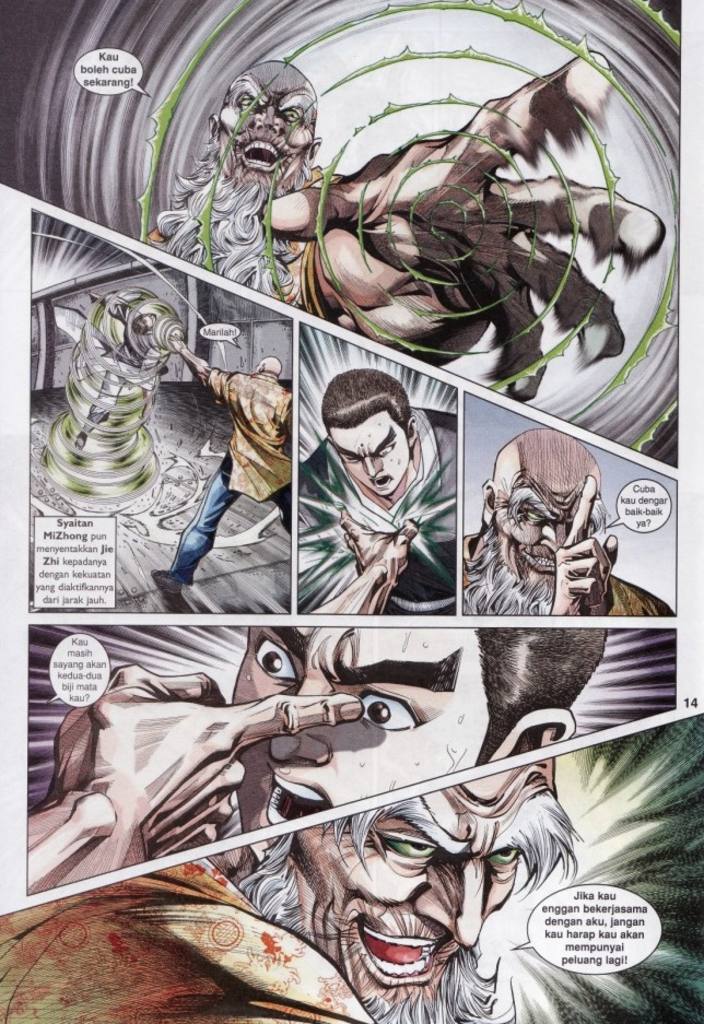 Kau
boleh cuba
sekarang!
Marilah!
Syaitan
MiZhong pun
menyentakkan Jie
Zhi kepadanya
dengan kekuatan
yang diaktifkannya
dari jarak jauh.
Cuba
kau dengar
baik-baik
ya?
Kau
masih
sayang akan
kedua-dua
biji mata
kau?
14
Jika kau
enggan bekerjasama
dengan aku, jangan
kau harap kau akan
mempunyai
peluang lagi!